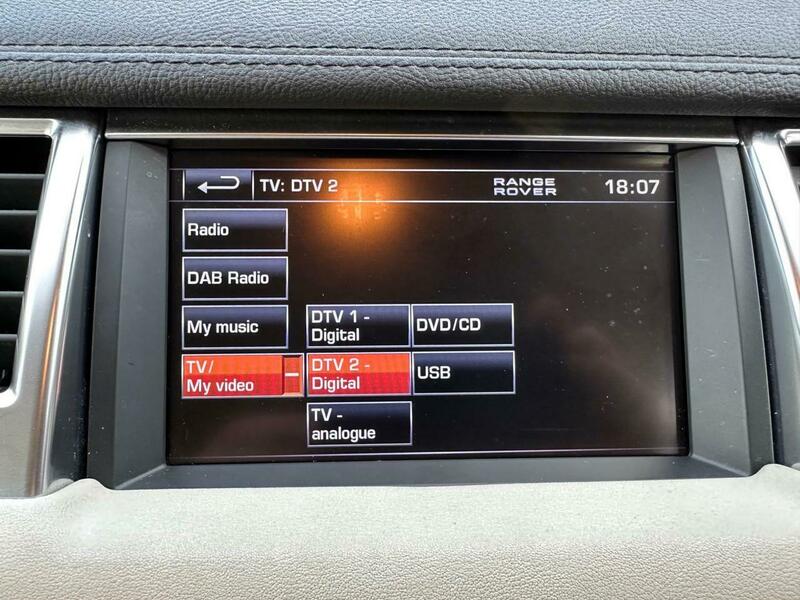 TV: DTV 2
RANGE
ROVER
18:07
Radio
DAB Radio
My music
DTV 1 -
Digital
DVD/CD
TV/
My video
DTV 2 -
Digital
USB
TV -
analogue